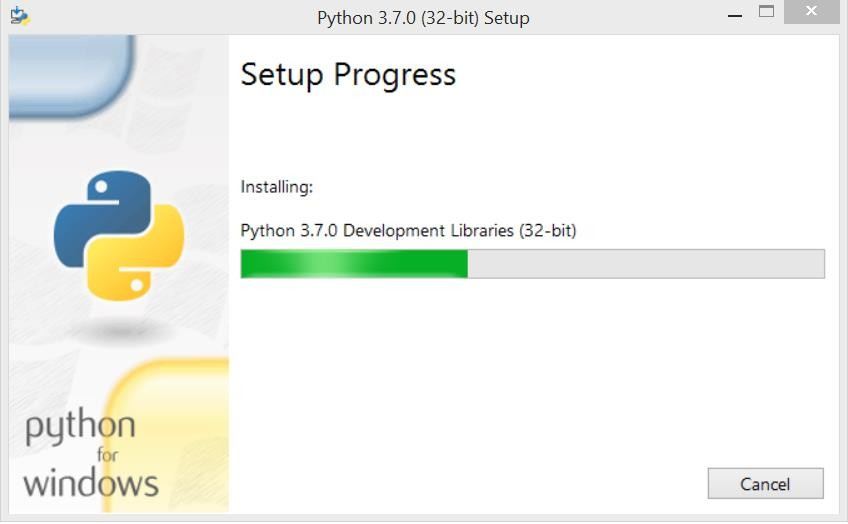 Python 3.7.0 (32-bit) Setup
Setup Progress
Installing:
Python 3.7.0 Development Libraries (32-bit)
python
for
windows
Cancel